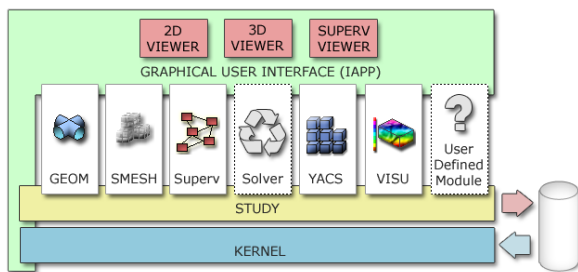 2D
VIEWER
3D
VIEWER
SUPERV
VIEWER
GRAPHICAL USER INTERFACE (IAPP)
GEOM
SMESH
Superv
Solver
YACS
VISU
?
User
Defined
Module
STUDY
KERNEL